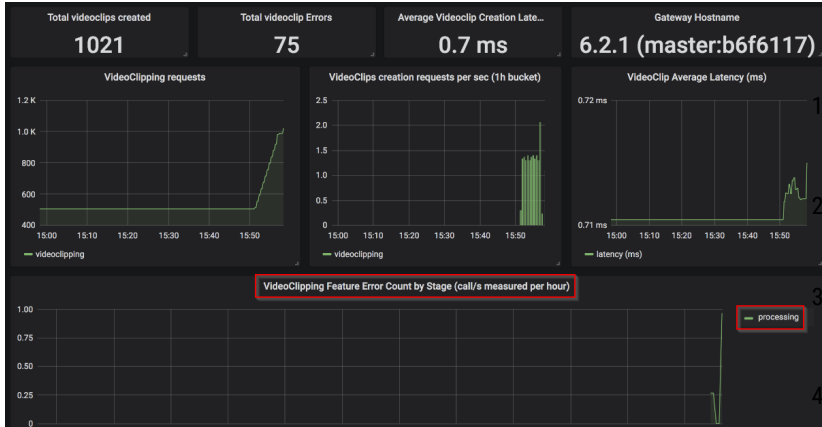 Total videoclips created
Total videoclip Errors
Average Videoclip Creation Late...
Gateway Hostname
1021
75
0.7 ms
6.2.1 (master:b6f6117)
VideoClipping requests
VideoClips creation requests per sec (1h bucket)
VideoClip Average Latency (ms)
1.2 K
1.0 K
800
600
400
15:00 15:10 15:20 15:30 15:40 15:50
videoclipping
2.5
2.0
1.5
1.0
0.5
0
15:00 15:10 15:20 15:30 15:40 15:50
videoclipping
0.72 ms
0.71 ms
15:00 15:10 15:20 15:30 15:40 15:50
latency (ms)
1
2
3
4
VideoClipping Feature Error Count by Stage (call/s measured per hour)
1.00
0.75
0.50
0.25
0
processing